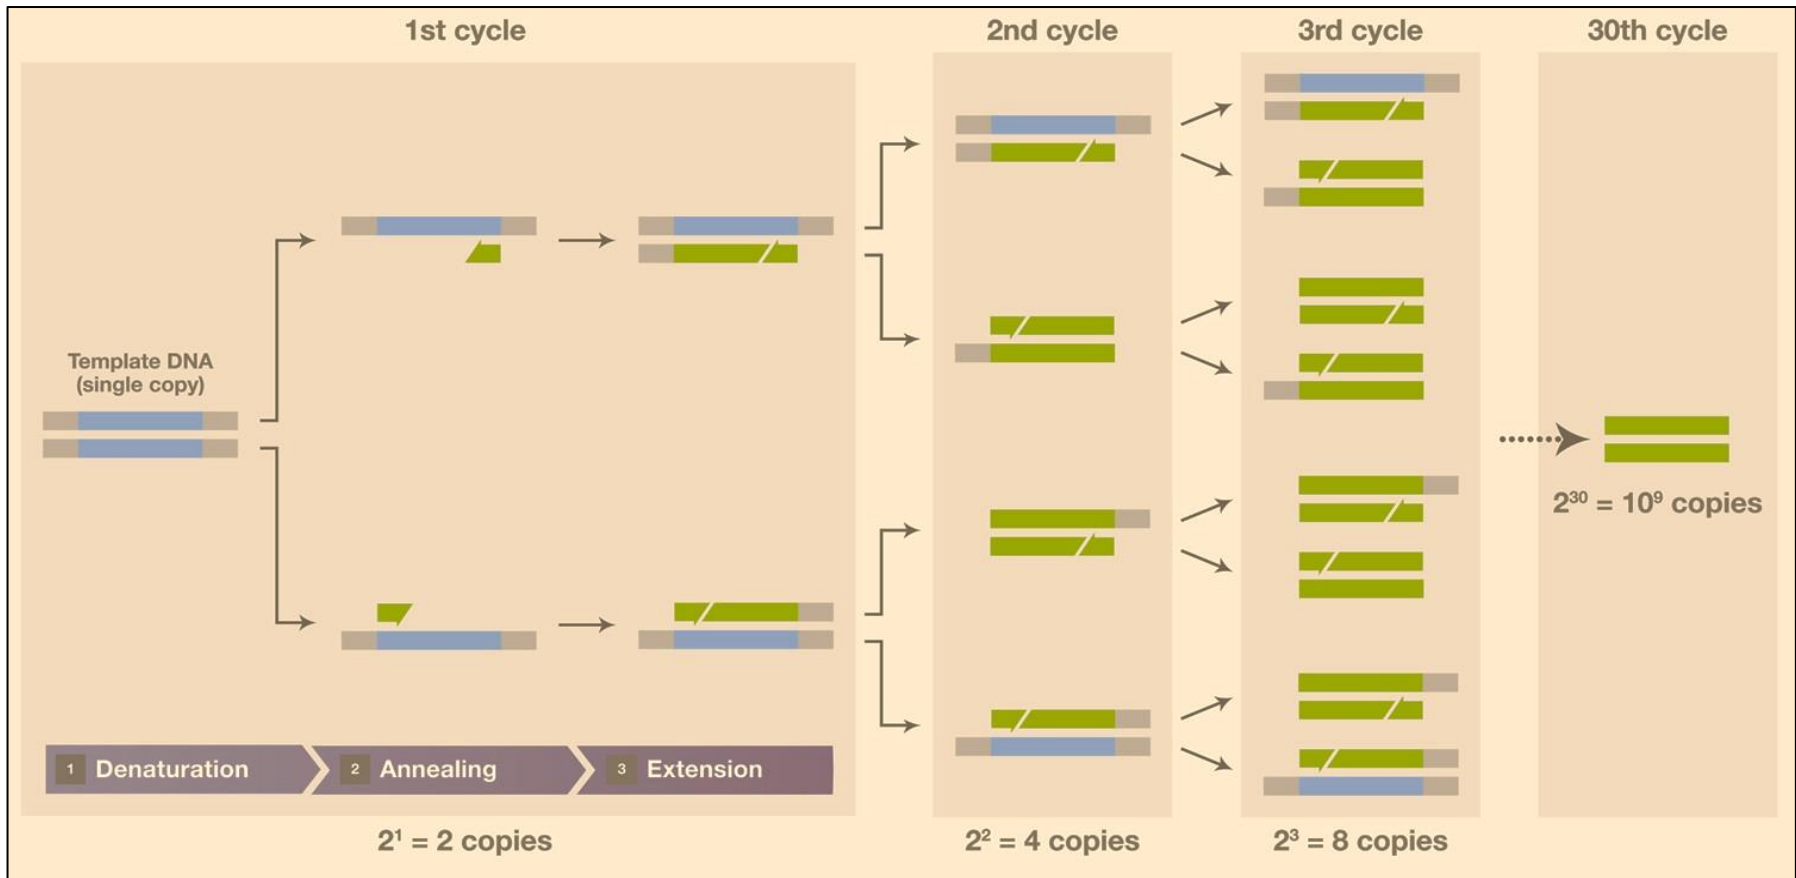 1st cycle
2nd cycle
3rd cycle
30th cycle
Template DNA
(single copy)
2³⁰ = 10⁹ copies
1 Denaturation
2 Annealing
3 Extension
2¹ = 2 copies
2² = 4 copies
2³ = 8 copies